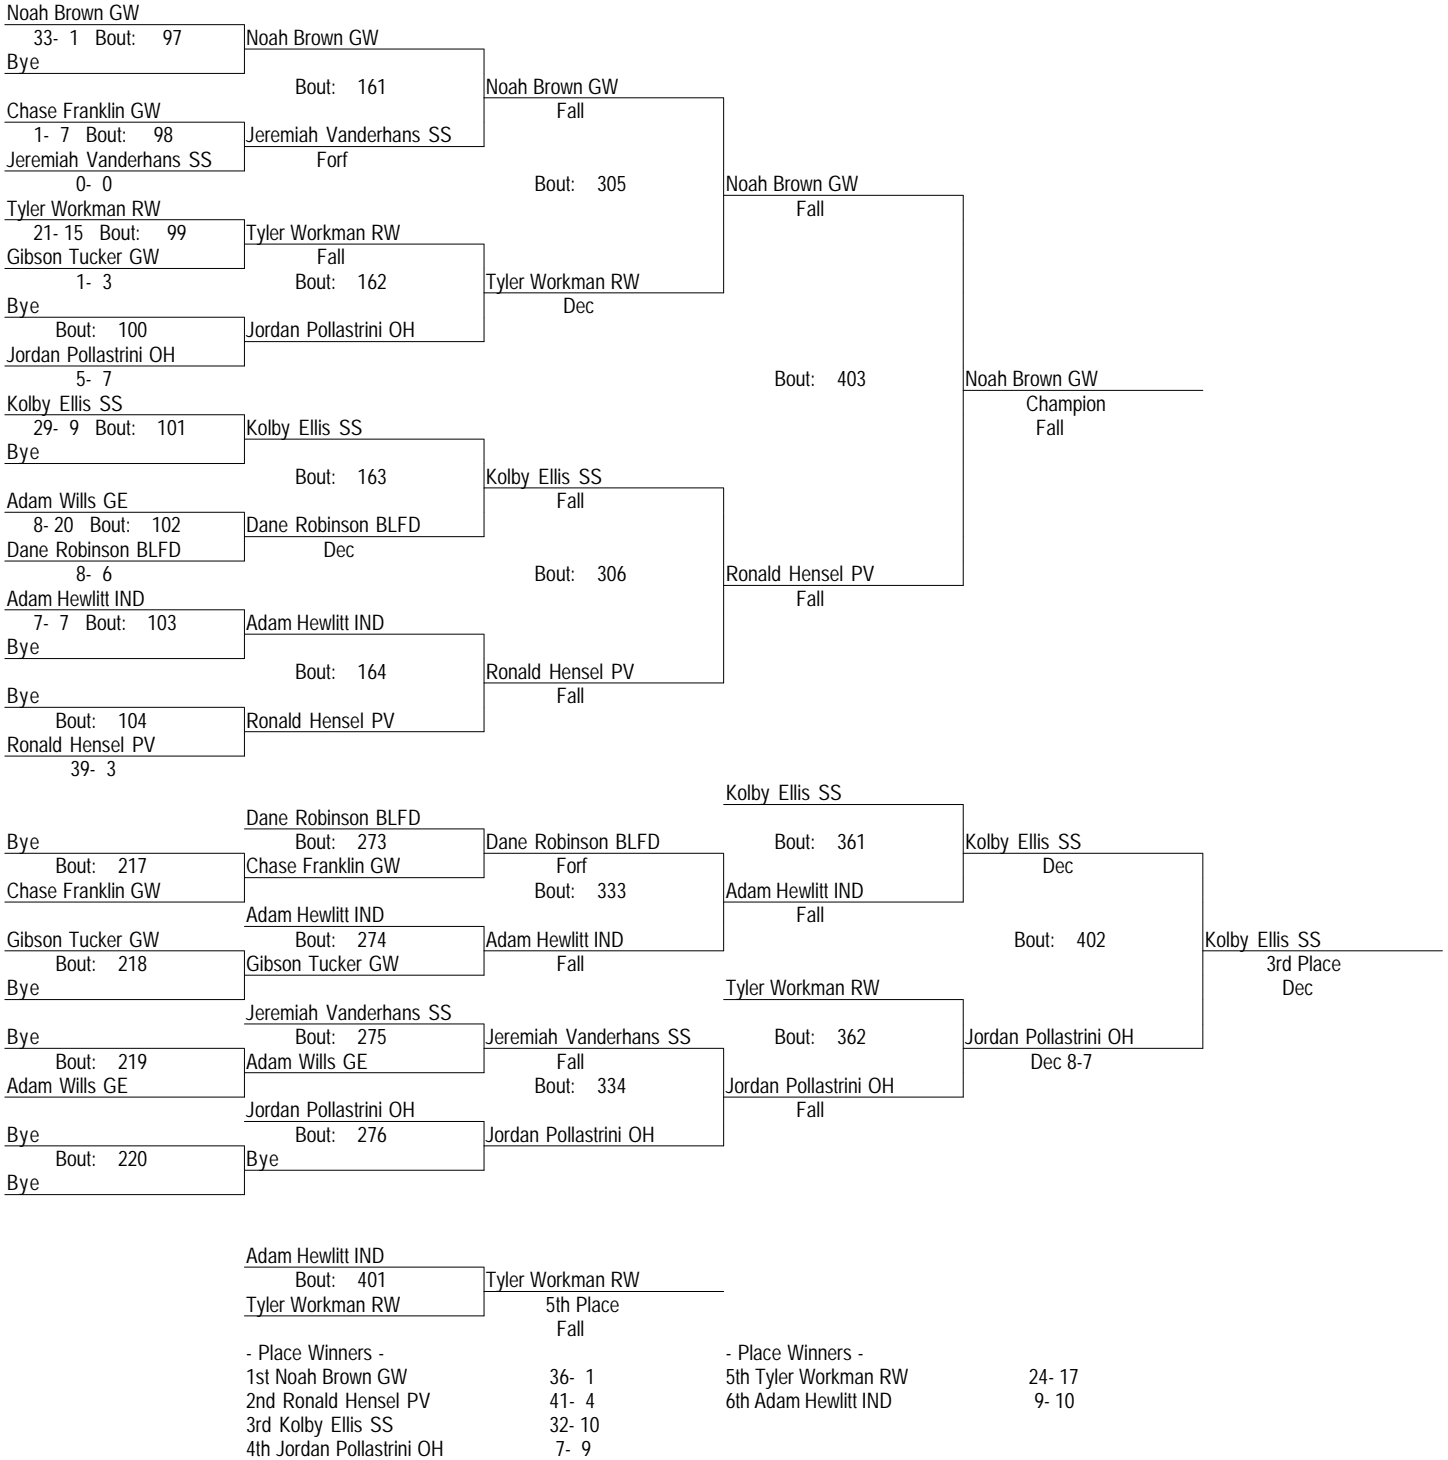 Noah Brown GW
33- 1 Bout: 97 Noah Brown GW
Bye
Bout: 161 Noah Brown GW
Chase Franklin GW Fall
1- 7 Bout: 98 Jeremiah Vanderhans SS
Jeremiah Vanderhans SS Forf
0- 0 Bout: 305 Noah Brown GW
Tyler Workman RW Fall
21- 15 Bout: 99 Tyler Workman RW
Gibson Tucker GW Fall
1- 3 Bout: 162 Tyler Workman RW
Bye Dec
Bout: 100 Jordan Pollastrini OH
Jordan Pollastrini OH
5- 7 Bout: 403 Noah Brown GW
Kolby Ellis SS Champion
29- 9 Bout: 101 Kolby Ellis SS Fall
Bye
Bout: 163 Kolby Ellis SS
Adam Wills GE Fall
8- 20 Bout: 102 Dane Robinson BLFD
Dane Robinson BLFD Dec
8- 6 Bout: 306 Ronald Hensel PV
Adam Hewlitt IND Fall
7- 7 Bout: 103 Adam Hewlitt IND
Bye
Bout: 164 Ronald Hensel PV
Bye Fall
Bout: 104 Ronald Hensel PV
Ronald Hensel PV
39- 3
Kolby Ellis SS
Dane Robinson BLFD
Bye Bout: 273 Dane Robinson BLFD Bout: 361 Kolby Ellis SS
Bout: 217 Chase Franklin GW Forf Dec
Chase Franklin GW Bout: 333 Adam Hewlitt IND
Adam Hewlitt IND Fall
Gibson Tucker GW Bout: 274 Adam Hewlitt IND Bout: 402 Kolby Ellis SS
Bout: 218 Gibson Tucker GW Fall 3rd Place
Bye Tyler Workman RW Dec
Jeremiah Vanderhans SS
Bye Bout: 275 Jeremiah Vanderhans SS Bout: 362 Jordan Pollastrini OH
Bout: 219 Adam Wills GE Fall Dec 8-7
Adam Wills GE Bout: 334 Jordan Pollastrini OH
Jordan Pollastrini OH Fall
Bye Bout: 276 Jordan Pollastrini OH
Bout: 220 Bye
Bye
Adam Hewlitt IND
Bout: 401 Tyler Workman RW
Tyler Workman RW 5th Place
Fall
- Place Winners - - Place Winners -
1st Noah Brown GW 36- 1 5th Tyler Workman RW 24- 17
2nd Ronald Hensel PV 41- 4 6th Adam Hewlitt IND 9- 10
3rd Kolby Ellis SS 32- 10
4th Jordan Pollastrini OH 7- 9